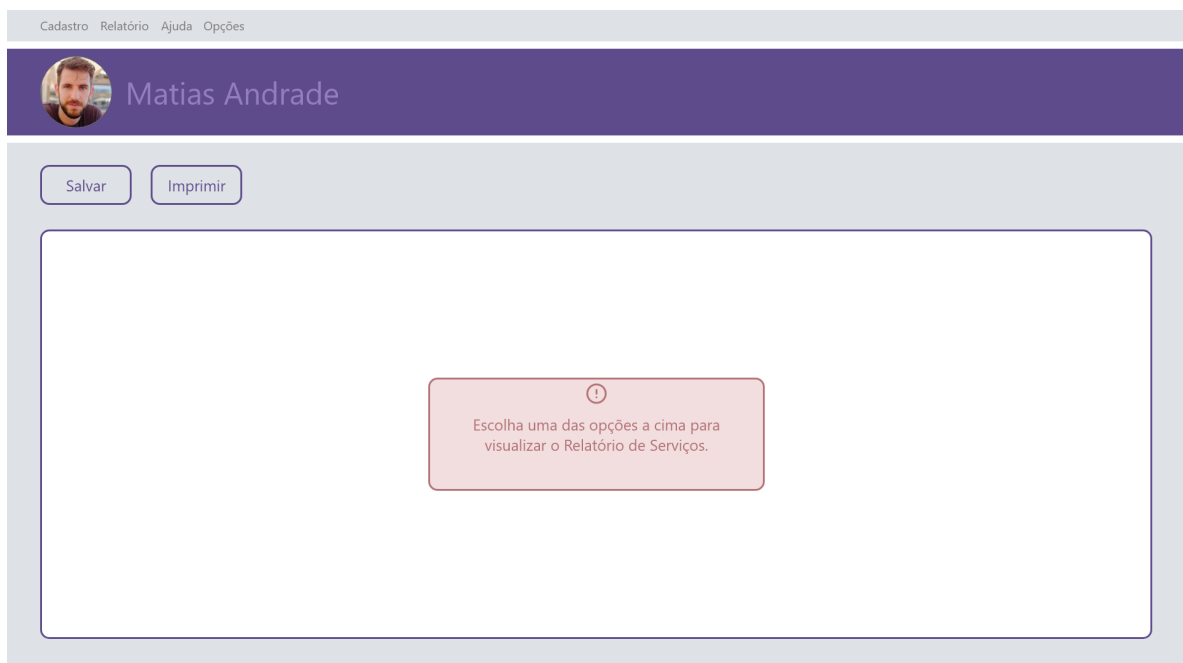 Cadastro Relatório Ajuda Opções
Matias Andrade
Salvar Imprimir
Escolha uma das opções a cima para
visualizar o Relatório de Serviços.